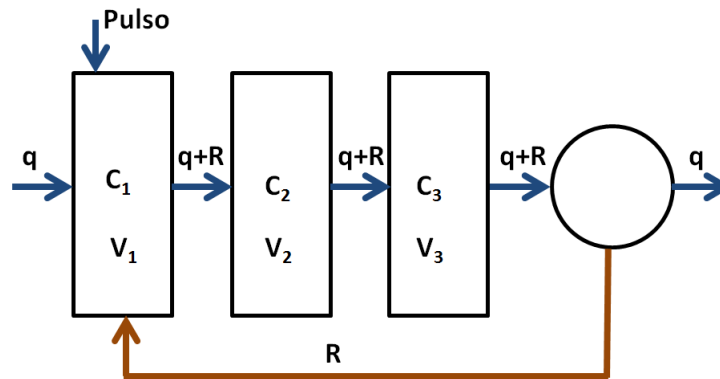 Pulso
q
q+R
q+R
q+R
q
C₁
C₂
C₃
V₁
V₂
V₃
R